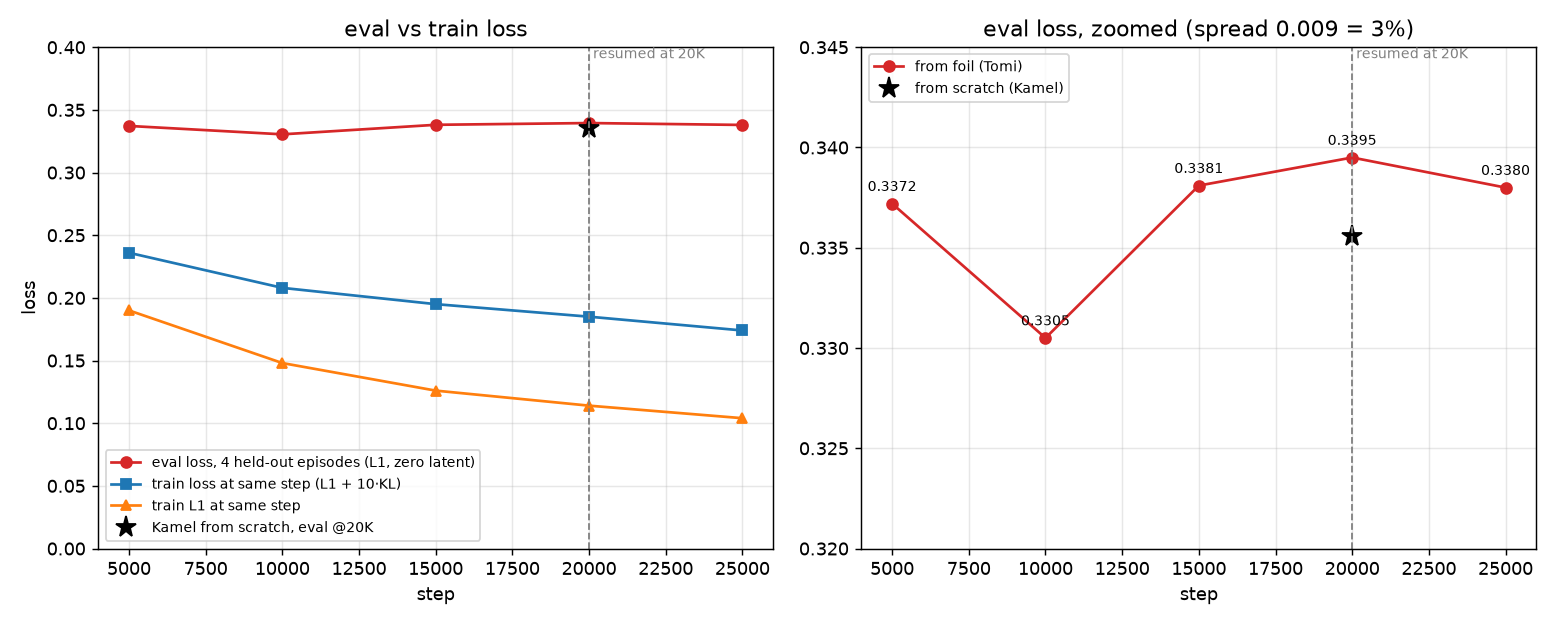 eval vs train loss
resumed at 20K
0.40
0.35
0.30
0.25
0.20
0.15
0.10
0.05
0.00
loss
eval loss, 4 held-out episodes (L1, zero latent)
train loss at same step (L1 + 10·KL)
train L1 at same step
Kamel from scratch, eval @20K
5000 7500 10000 12500 15000 17500 20000 22500 25000
step
eval loss, zoomed (spread 0.009 = 3%)
resumed at 20K
from foil (Tomi)
from scratch (Kamel)
0.345
0.340
0.335
0.330
0.325
0.320
0.3372
0.3305
0.3381
0.3395
0.3380
5000 7500 10000 12500 15000 17500 20000 22500 25000
step